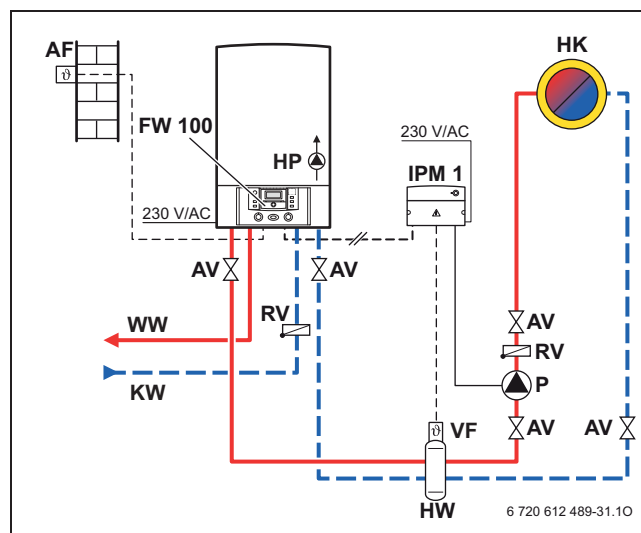 AF
HK
FW 100
230 V/AC
HP
IPM 1
230 V/AC
AV
AV
RV
AV
WW
RV
KW
P
VF
AV
AV
HW
6 720 612 489-31.1O
ϑ
ϑ